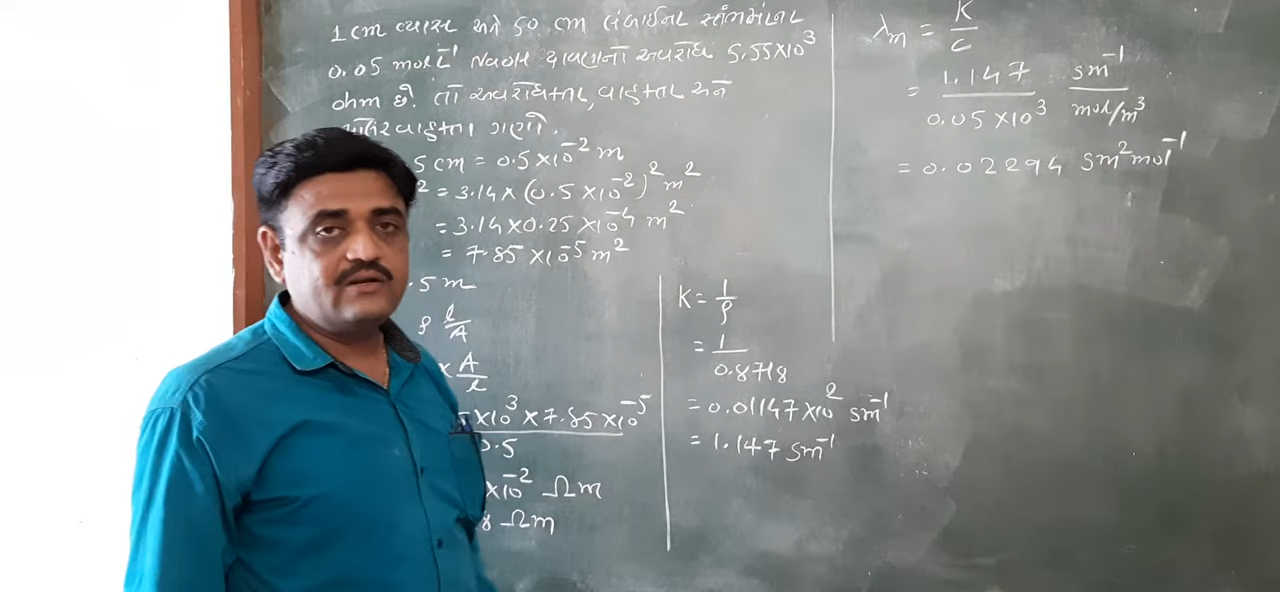 1 cm વ્યાસ અને 50 cm લંબાઈના
0.05 mol L⁻¹ NaOH દ્રાવણનો અવરોધ 5.55×10³
ohm છે. તો અવરોધકતા, વાહકતા અને
વાહકતા ગણો.
5 cm = 0.5×10⁻² m
² = 3.14 × (0.5 ×10⁻²)² m²
= 3.14 ×0.25 ×10⁻⁴ m²
= 7.85 ×10⁻⁵ m²
.5 m
ρ l/A
× A/l
5 ×10³ × 7.85 ×10⁻⁵ / 0.5
×10⁻² Ωm
8 Ωm
K = 1/ρ
= 1/0.8718
= 0.01147×10² Sm⁻¹
= 1.147 Sm⁻¹
λm = K/C
= 1.147 / 0.05 ×10³ Sm⁻¹ / mol/m³
= 0.02294 Sm² mol⁻¹